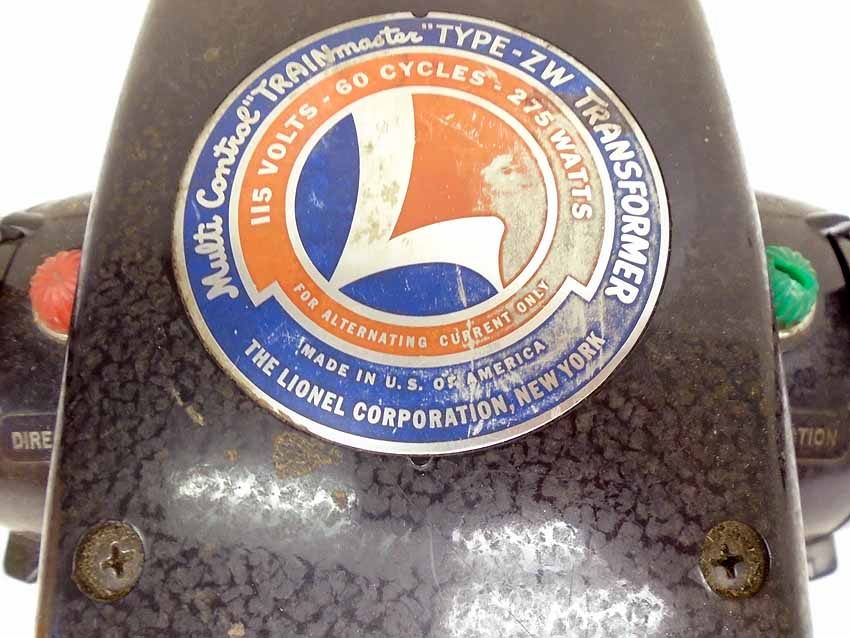 Multi Control "TRAINmaster" TYPE-ZW TRANSFORMER
115 VOLTS - 60 CYCLES - 275 WATTS
L
FOR ALTERNATING CURRENT ONLY
MADE IN U.S. OF AMERICA
THE LIONEL CORPORATION, NEW YORK
DIRE
CTION